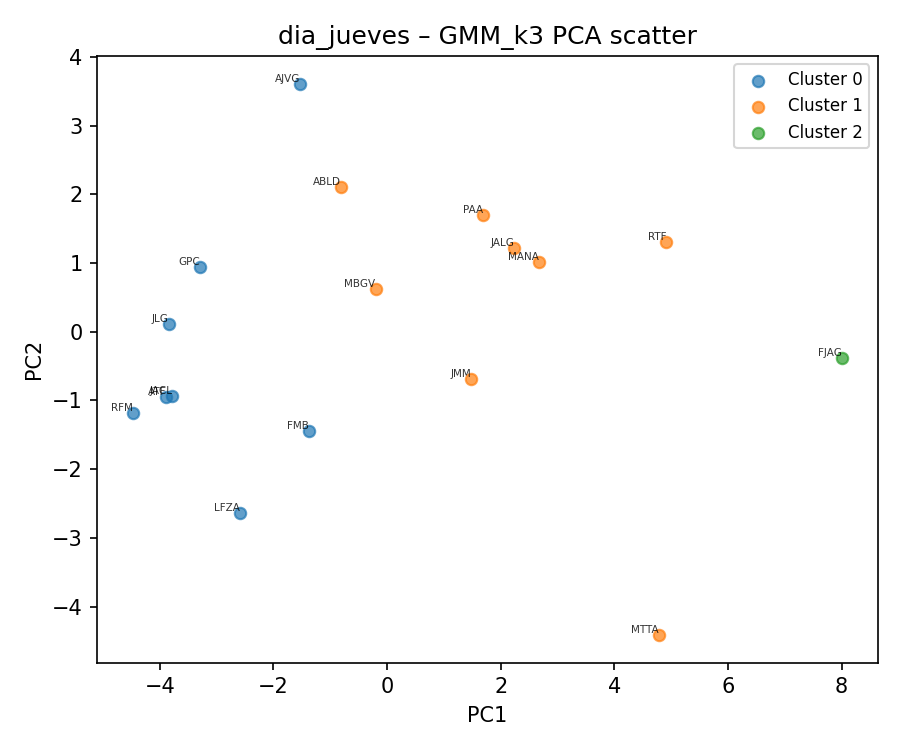 dia_jueves – GMM_k3 PCA scatter
Cluster 0
Cluster 1
Cluster 2
4
3
2
1
0
−1
−2
−3
−4
PC2
AJVG
ABLD
PAA
JALG
MANA
RTF
GPC
MBGV
JLG
FJAG
JMM
RFM
FMB
LFZA
MTTA
−4
−2
0
2
4
6
8
PC1